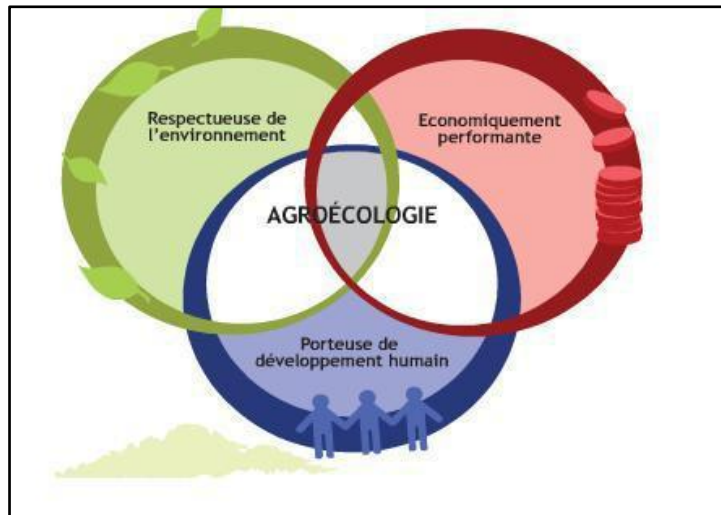 Respectueuse de
l'environnement
Economiquement
performante
AGROÉCOLOGIE
Porteuse de
développement humain